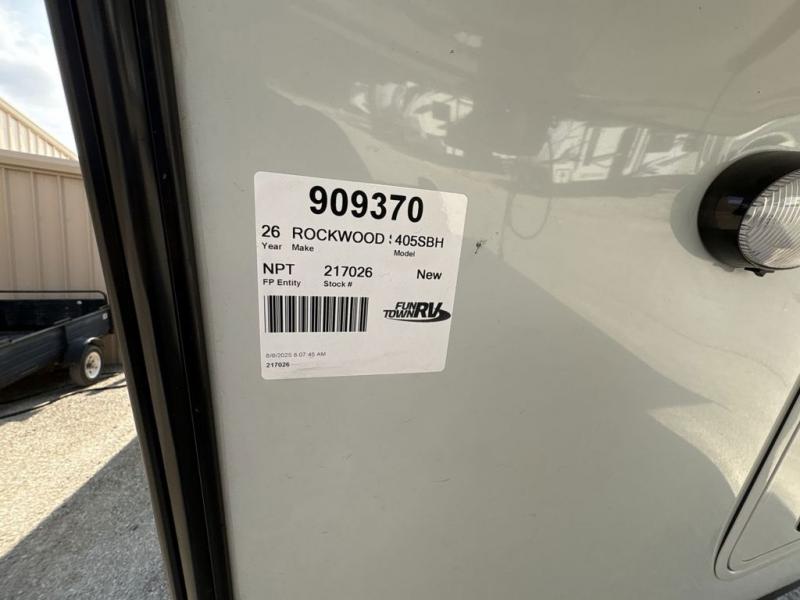 909370
26 ROCKWOOD 405SBH
Year Make Model
NPT 217026 New
FP Entity Stock #
FUN TOWN RV
8/8/2025 8:07:45 AM
217026